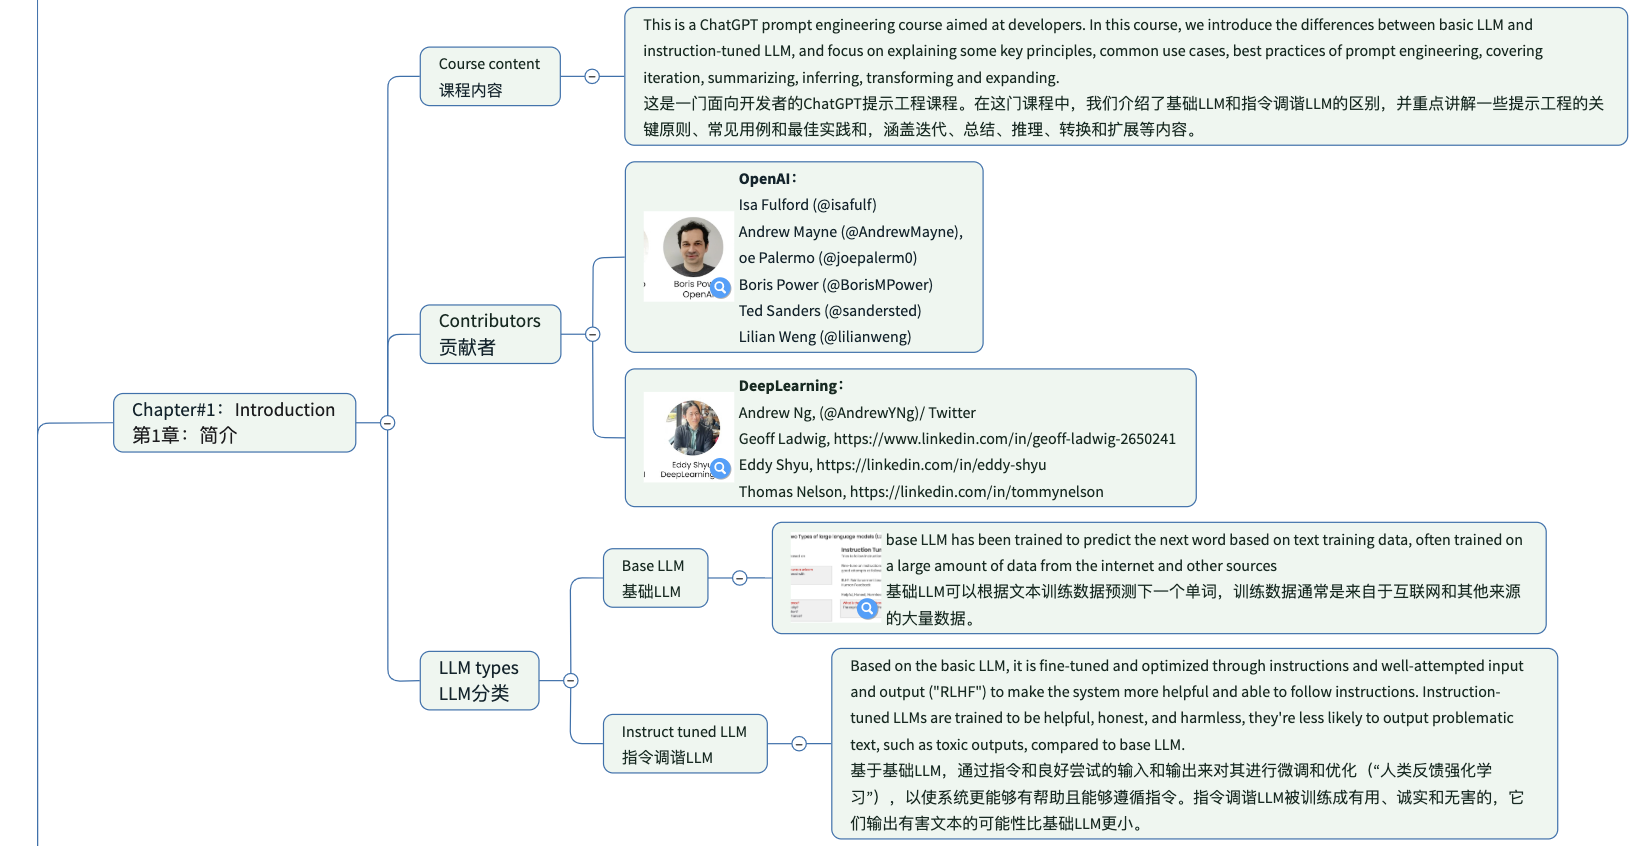 Chapter#1：Introduction
第1章：简介
Course content
课程内容
This is a ChatGPT prompt engineering course aimed at developers. In this course, we introduce the differences between basic LLM and
instruction-tuned LLM, and focus on explaining some key principles, common use cases, best practices of prompt engineering, covering
iteration, summarizing, inferring, transforming and expanding.
这是一门面向开发者的ChatGPT提示工程课程。在这门课程中，我们介绍了基础LLM和指令调谐LLM的区别，并重点讲解一些提示工程的关
键原则、常见用例和最佳实践和，涵盖迭代、总结、推理、转换和扩展等内容。
Contributors
贡献者
OpenAI：
Isa Fulford (@isafulf)
Andrew Mayne (@AndrewMayne),
oe Palermo (@joepalerm0)
Boris Power (@BorisMPower)
Ted Sanders (@sandersted)
Lilian Weng (@lilianweng)
Boris Pow
OpenA
DeepLearning：
Andrew Ng, (@AndrewYNg)/ Twitter
Geoff Ladwig, https://www.linkedin.com/in/geoff-ladwig-2650241
Eddy Shyu, https://linkedin.com/in/eddy-shyu
Thomas Nelson, https://linkedin.com/in/tommynelson
Eddy Shyu
DeepLearning
LLM types
LLM分类
Base LLM
基础LLM
base LLM has been trained to predict the next word based on text training data, often trained on
a large amount of data from the internet and other sources
基础LLM可以根据文本训练数据预测下一个单词，训练数据通常是来自于互联网和其他来源
的大量数据。
Instruction Tun
Instruct tuned LLM
指令调谐LLM
Based on the basic LLM, it is fine-tuned and optimized through instructions and well-attempted input
and output ("RLHF") to make the system more helpful and able to follow instructions. Instruction-
tuned LLMs are trained to be helpful, honest, and harmless, they're less likely to output problematic
text, such as toxic outputs, compared to base LLM.
基于基础LLM，通过指令和良好尝试的输入和输出来对其进行微调和优化（“人类反馈强化学
习”），以使系统更能够有帮助且能够遵循指令。指令调谐LLM被训练成有用、诚实和无害的，它
们输出有害文本的可能性比基础LLM更小。